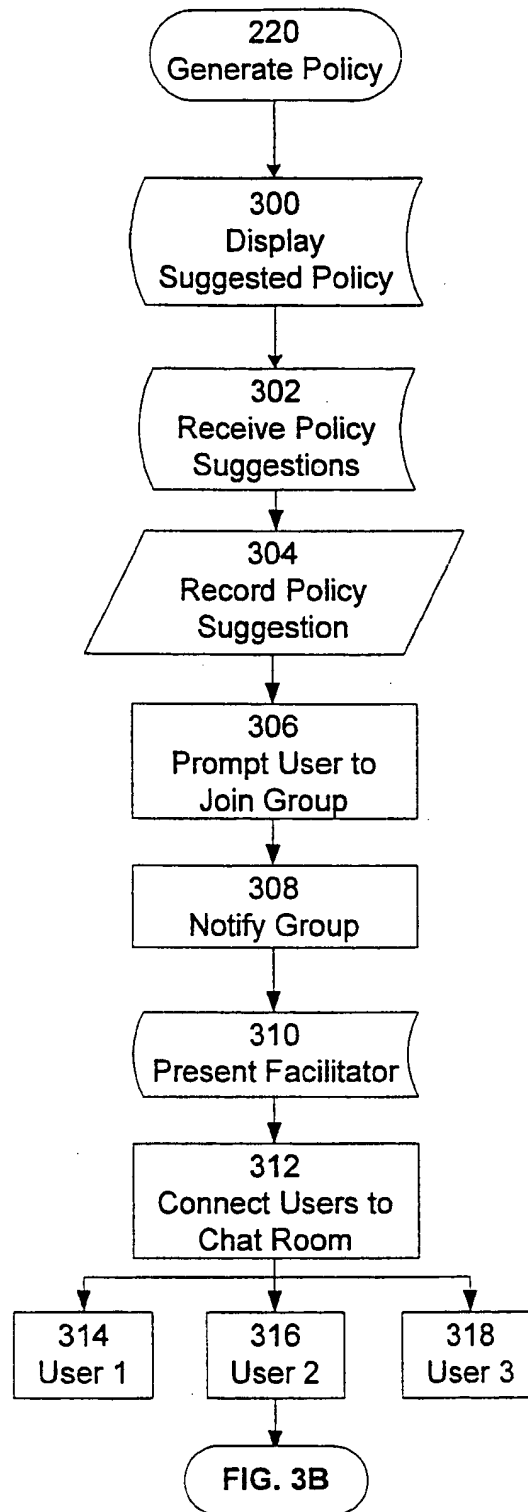 220
Generate Policy
300
Display
Suggested Policy
302
Receive Policy
Suggestions
304
Record Policy
Suggestion
306
Prompt User to
Join Group
308
Notify Group
310
Present Facilitator
312
Connect Users to
Chat Room
314
User 1
316
User 2
318
User 3
FIG. 3B